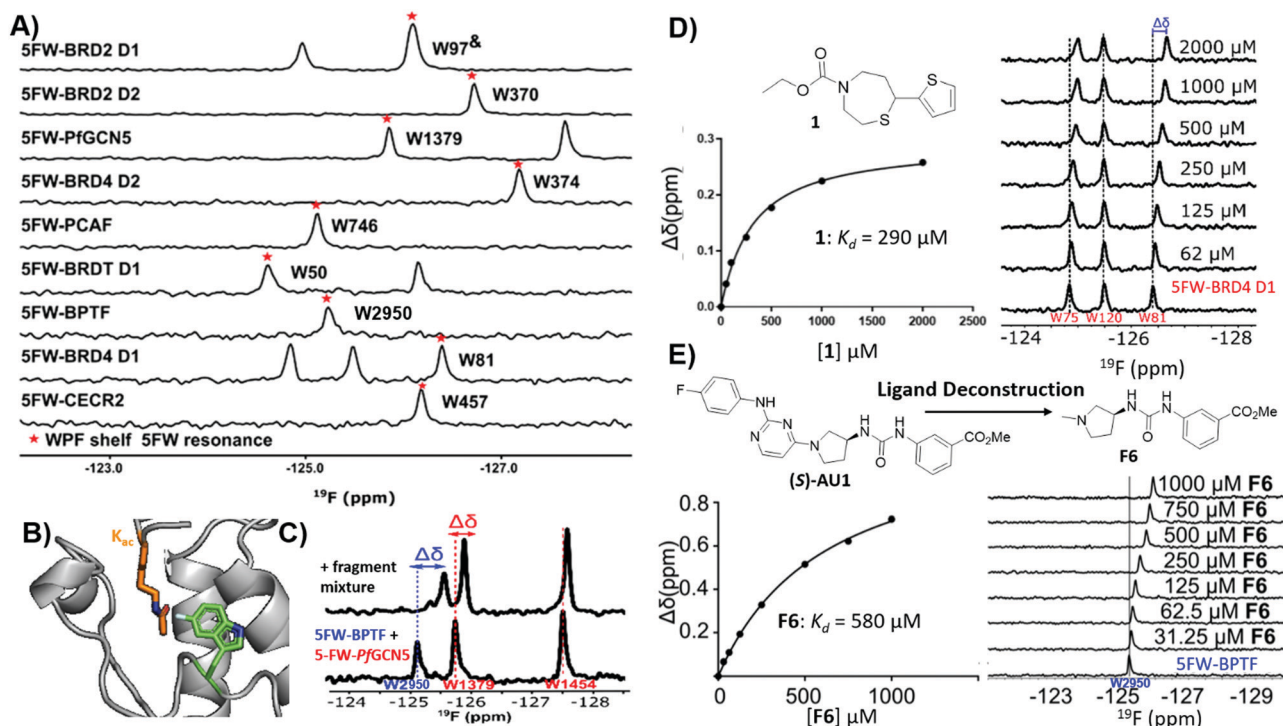 A)
5FW-BRD2 D1
W97&
5FW-BRD2 D2
W370
5FW-PfGCN5
W1379
5FW-BRD4 D2
W374
5FW-PCAF
W746
5FW-BRDT D1
W50
5FW-BPTF
W2950
5FW-BRD4 D1
W81
5FW-CECR2
W457
★ WPF shelf 5FW resonance
-123.0 -125.0 -127.0
¹⁹F (ppm)
B)
Kac
C)
Δδ
Δδ
+ fragment
mixture
5FW-BPTF +
5-FW-PfGCN5
W2950 W1379 W1454
-124 -125 -126 -127 -128
¹⁹F (ppm)
D)
O
O
N
S
S
1
0.3
0.2
0.1
0.0
Δδ(ppm)
1: Kd = 290 μM
0 500 1000 1500 2000 2500
[1] μM
Δδ
2000 μM
1000 μM
500 μM
250 μM
125 μM
62 μM
5FW-BRD4 D1
W75 W120 W81
-124 -126 -128
¹⁹F (ppm)
E)
Ligand Deconstruction
F
NH
N
N
N
H
N
H
N
O
CO₂Me
(S)-AU1
N
H
N
H
N
O
CO₂Me
F6
0.8
0.6
0.4
0.2
Δδ(ppm)
F6: Kd = 580 μM
0 500 1000
[F6] μM
1000 μM F6
750 μM F6
500 μM F6
250 μM F6
125 μM F6
62.5 μM F6
31.25 μM F6
5FW-BPTF
W2950
-123 -125 -127 -129
¹⁹F (ppm)